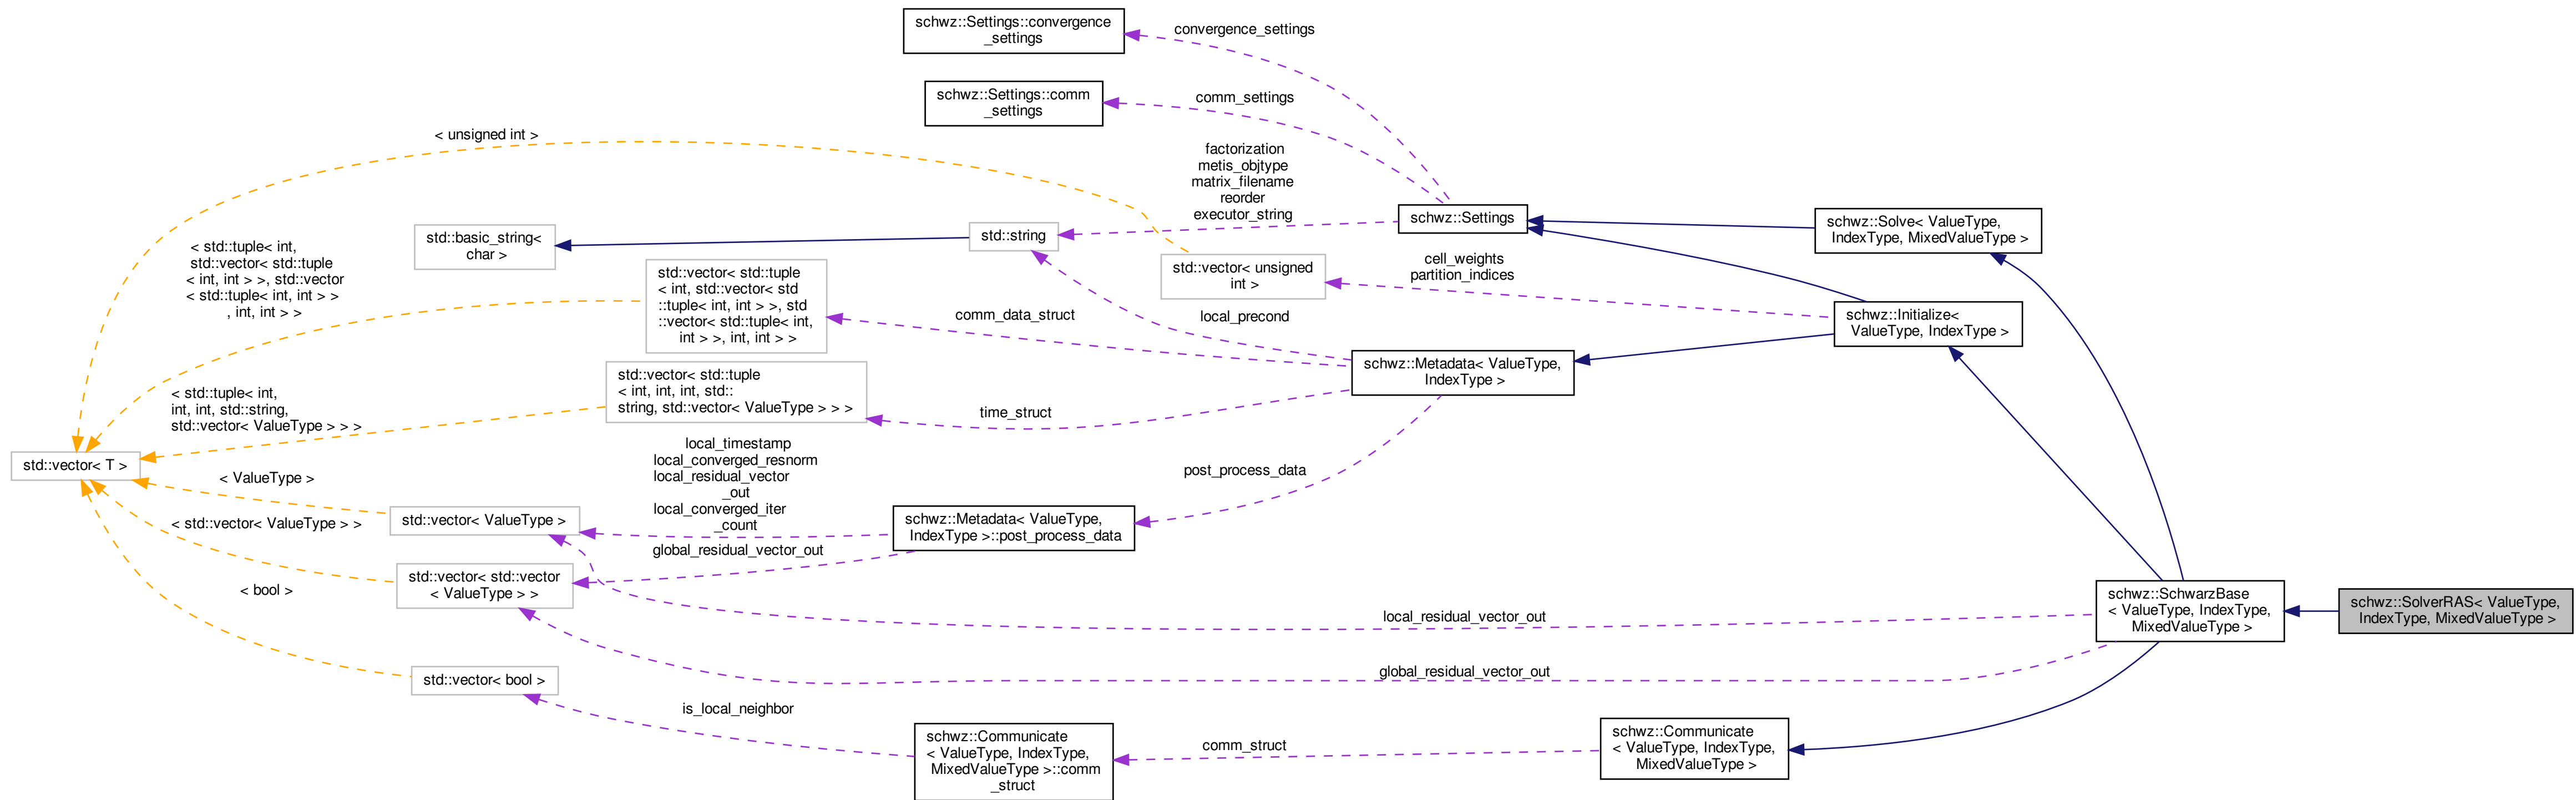 schwz::Settings::convergence
_settings
convergence_settings
schwz::Settings::comm
_settings
comm_settings
< unsigned int >
factorization
metis_objtype
matrix_filename
reorder
executor_string
schwz::Settings
schwz::Solve< ValueType,
IndexType, MixedValueType >
std::basic_string<
char >
std::string
< std::tuple< int,
std::vector< std::tuple
< int, int > >, std::vector
< std::tuple< int, int > >
, int, int > >
std::vector< std::tuple
< int, std::vector< std
::tuple< int, int > >, std
::vector< std::tuple< int,
int > >, int, int > >
std::vector< unsigned
int >
cell_weights
partition_indices
schwz::Initialize<
ValueType, IndexType >
comm_data_struct
local_precond
schwz::Metadata< ValueType,
IndexType >
std::vector< std::tuple
< int, int, int, std::
string, std::vector< ValueType > > >
< std::tuple< int,
int, int, std::string,
std::vector< ValueType > > >
time_struct
std::vector< T >
local_timestamp
local_converged_resnorm
local_residual_vector
_out
local_converged_iter
_count
post_process_data
< ValueType >
std::vector< ValueType >
< std::vector< ValueType > >
schwz::Metadata< ValueType,
IndexType >::post_process_data
global_residual_vector_out
std::vector< std::vector
< ValueType > >
< bool >
local_residual_vector_out
schwz::SchwarzBase
< ValueType, IndexType,
MixedValueType >
schwz::SolverRAS< ValueType,
IndexType, MixedValueType >
global_residual_vector_out
std::vector< bool >
is_local_neighbor
schwz::Communicate
< ValueType, IndexType,
MixedValueType >::comm
_struct
comm_struct
schwz::Communicate
< ValueType, IndexType,
MixedValueType >